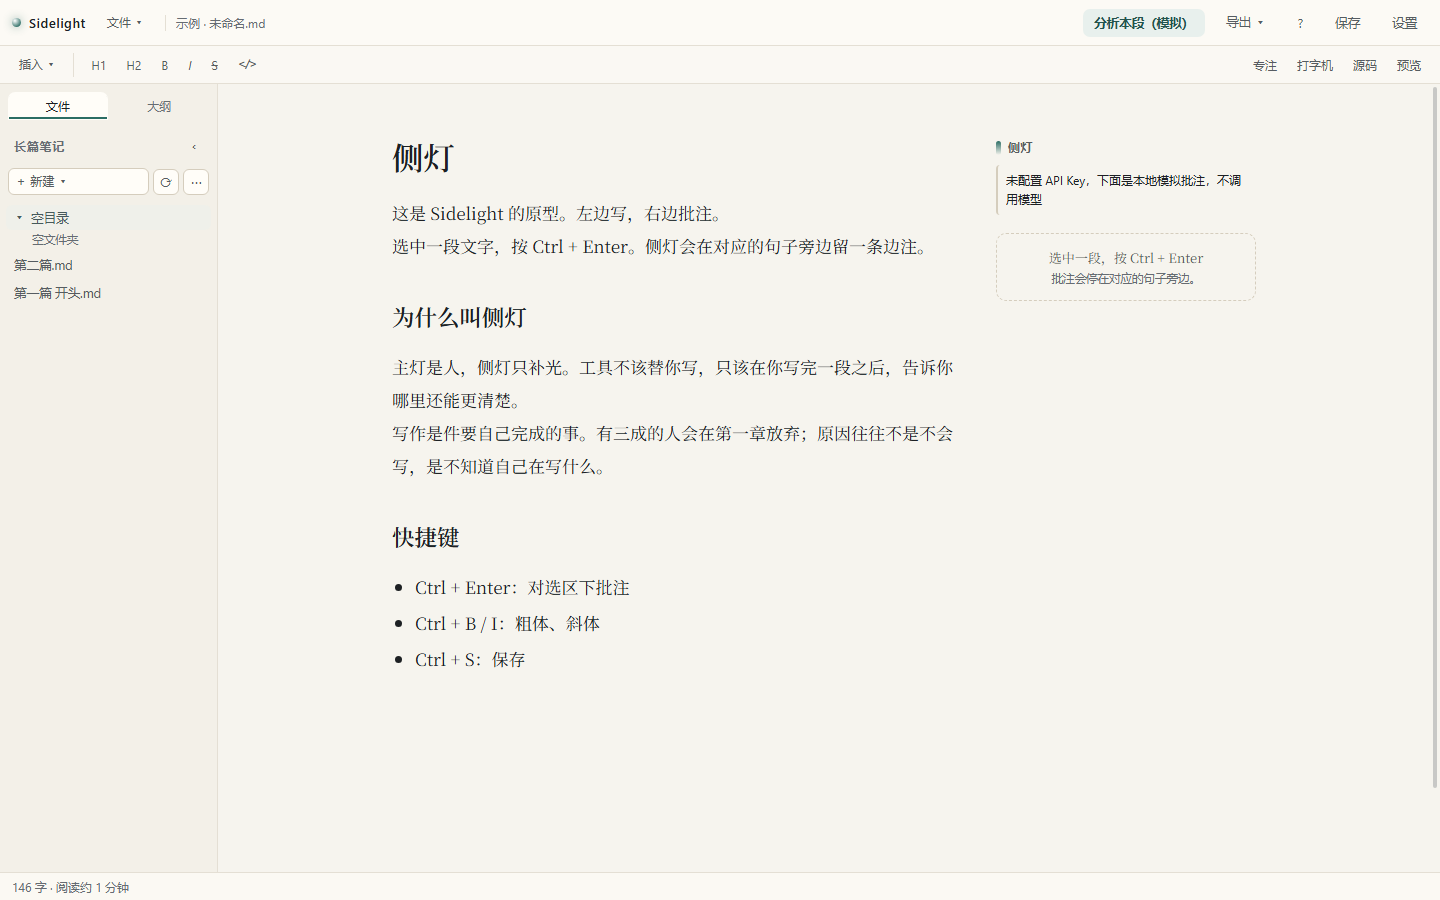 Sidelight 文件 示例 · 未命名.md 分析本段（模拟） 导出 ? 保存 设置
插入 H1 H2 B I S </> 专注 打字机 源码 预览
文件 大纲
长篇笔记
+ 新建 ...
空目录
空文件夹
第二篇.md
第一篇 开头.md
侧灯
这是 Sidelight 的原型。左边写，右边批注。
选中一段文字，按 Ctrl + Enter。侧灯会在对应的句子旁边留一条边注。
为什么叫侧灯
主灯是人，侧灯只补光。工具不该替你写，只该在你写完一段之后，告诉你
哪里还能更清楚。
写作是件要自己完成的事。有三成的人会在第一章放弃；原因往往不是不会
写，是不知道自己在写什么。
快捷键
Ctrl + Enter：对选区下批注
Ctrl + B / I：粗体、斜体
Ctrl + S：保存
侧灯
未配置 API Key，下面是本地模拟批注，不调
用模型
选中一段，按 Ctrl + Enter
批注会停在对应的句子旁边。
146 字 · 阅读约 1 分钟